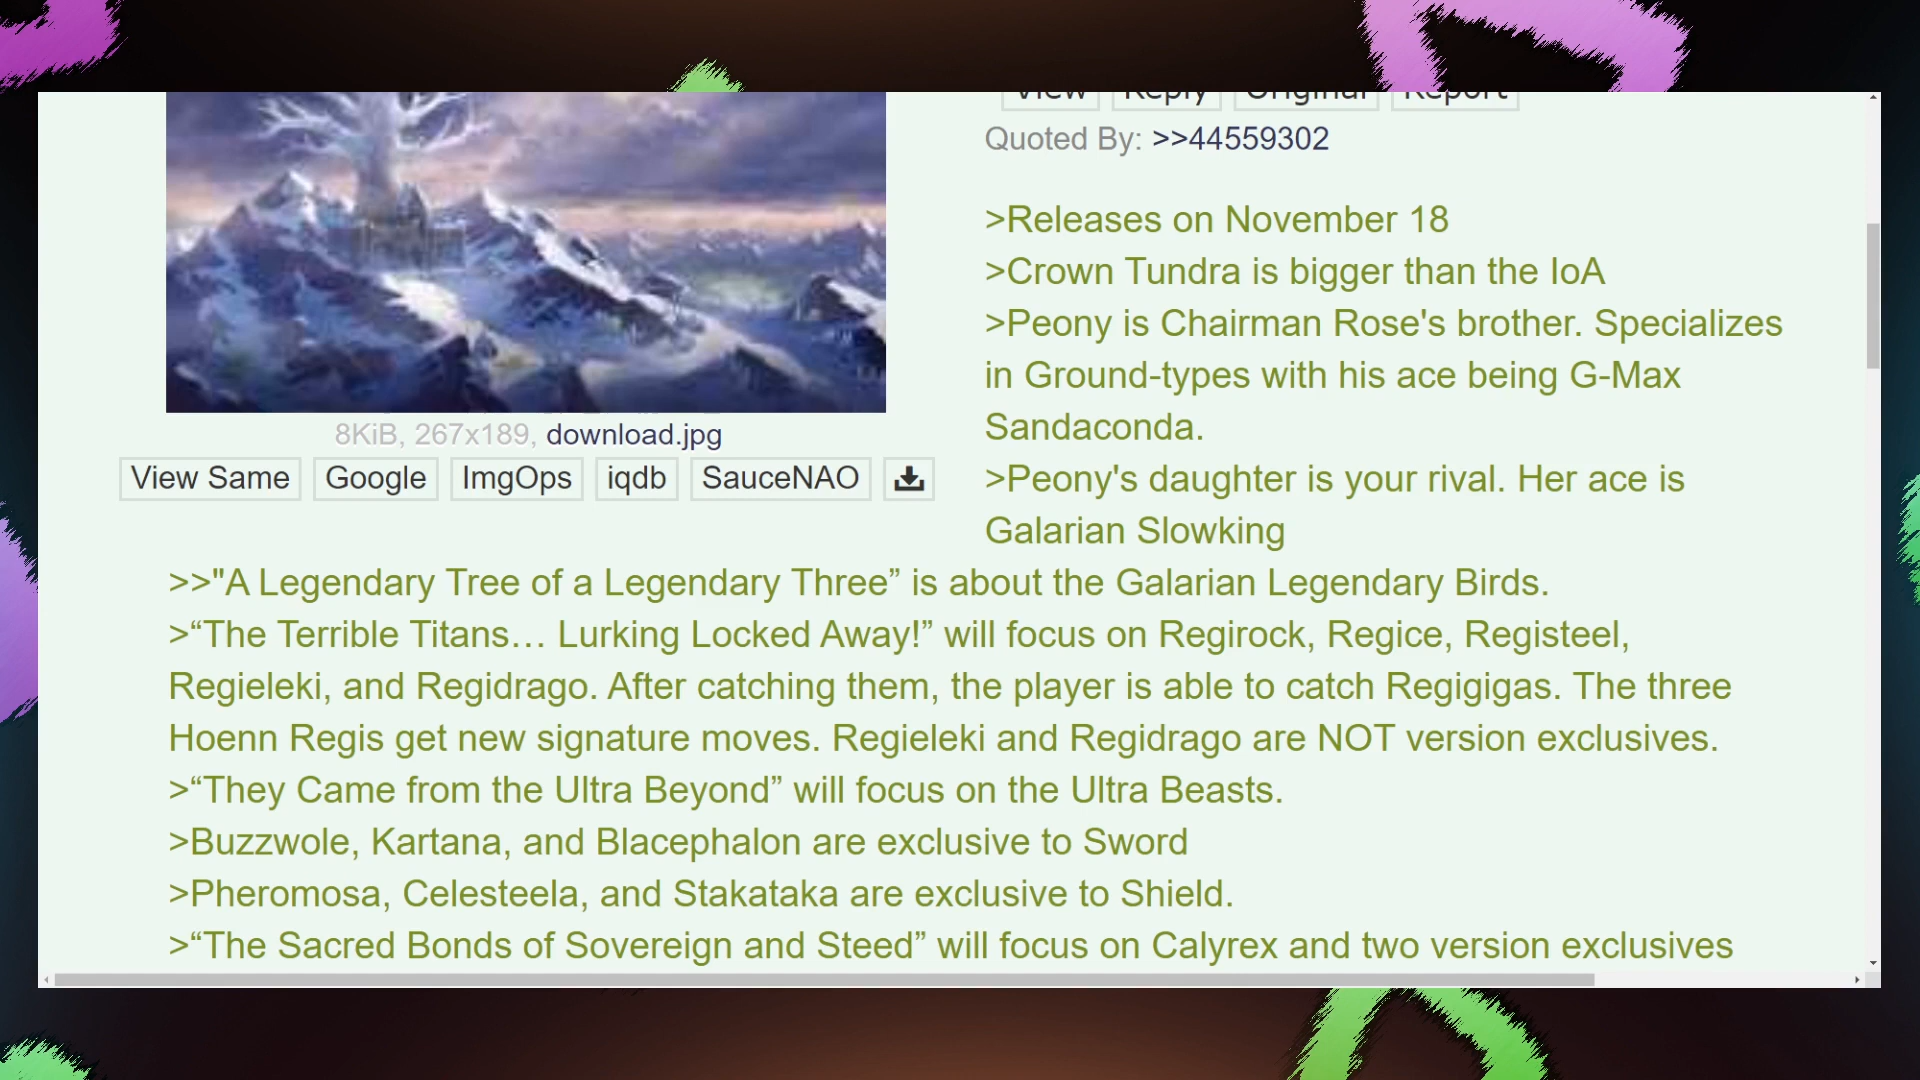 View Reply Original Report
Quoted By: >>44559302
>Releases on November 18
>Crown Tundra is bigger than the IoA
>Peony is Chairman Rose's brother. Specializes
in Ground-types with his ace being G-Max
Sandaconda.
>Peony's daughter is your rival. Her ace is
Galarian Slowking
8KiB, 267x189, download.jpg
View Same Google ImgOps iqdb SauceNAO
>>"A Legendary Tree of a Legendary Three” is about the Galarian Legendary Birds.
>“The Terrible Titans… Lurking Locked Away!” will focus on Regirock, Regice, Registeel,
Regieleki, and Regidrago. After catching them, the player is able to catch Regigigas. The three
Hoenn Regis get new signature moves. Regieleki and Regidrago are NOT version exclusives.
>“They Came from the Ultra Beyond” will focus on the Ultra Beasts.
>Buzzwole, Kartana, and Blacephalon are exclusive to Sword
>Pheromosa, Celesteela, and Stakataka are exclusive to Shield.
>“The Sacred Bonds of Sovereign and Steed” will focus on Calyrex and two version exclusives